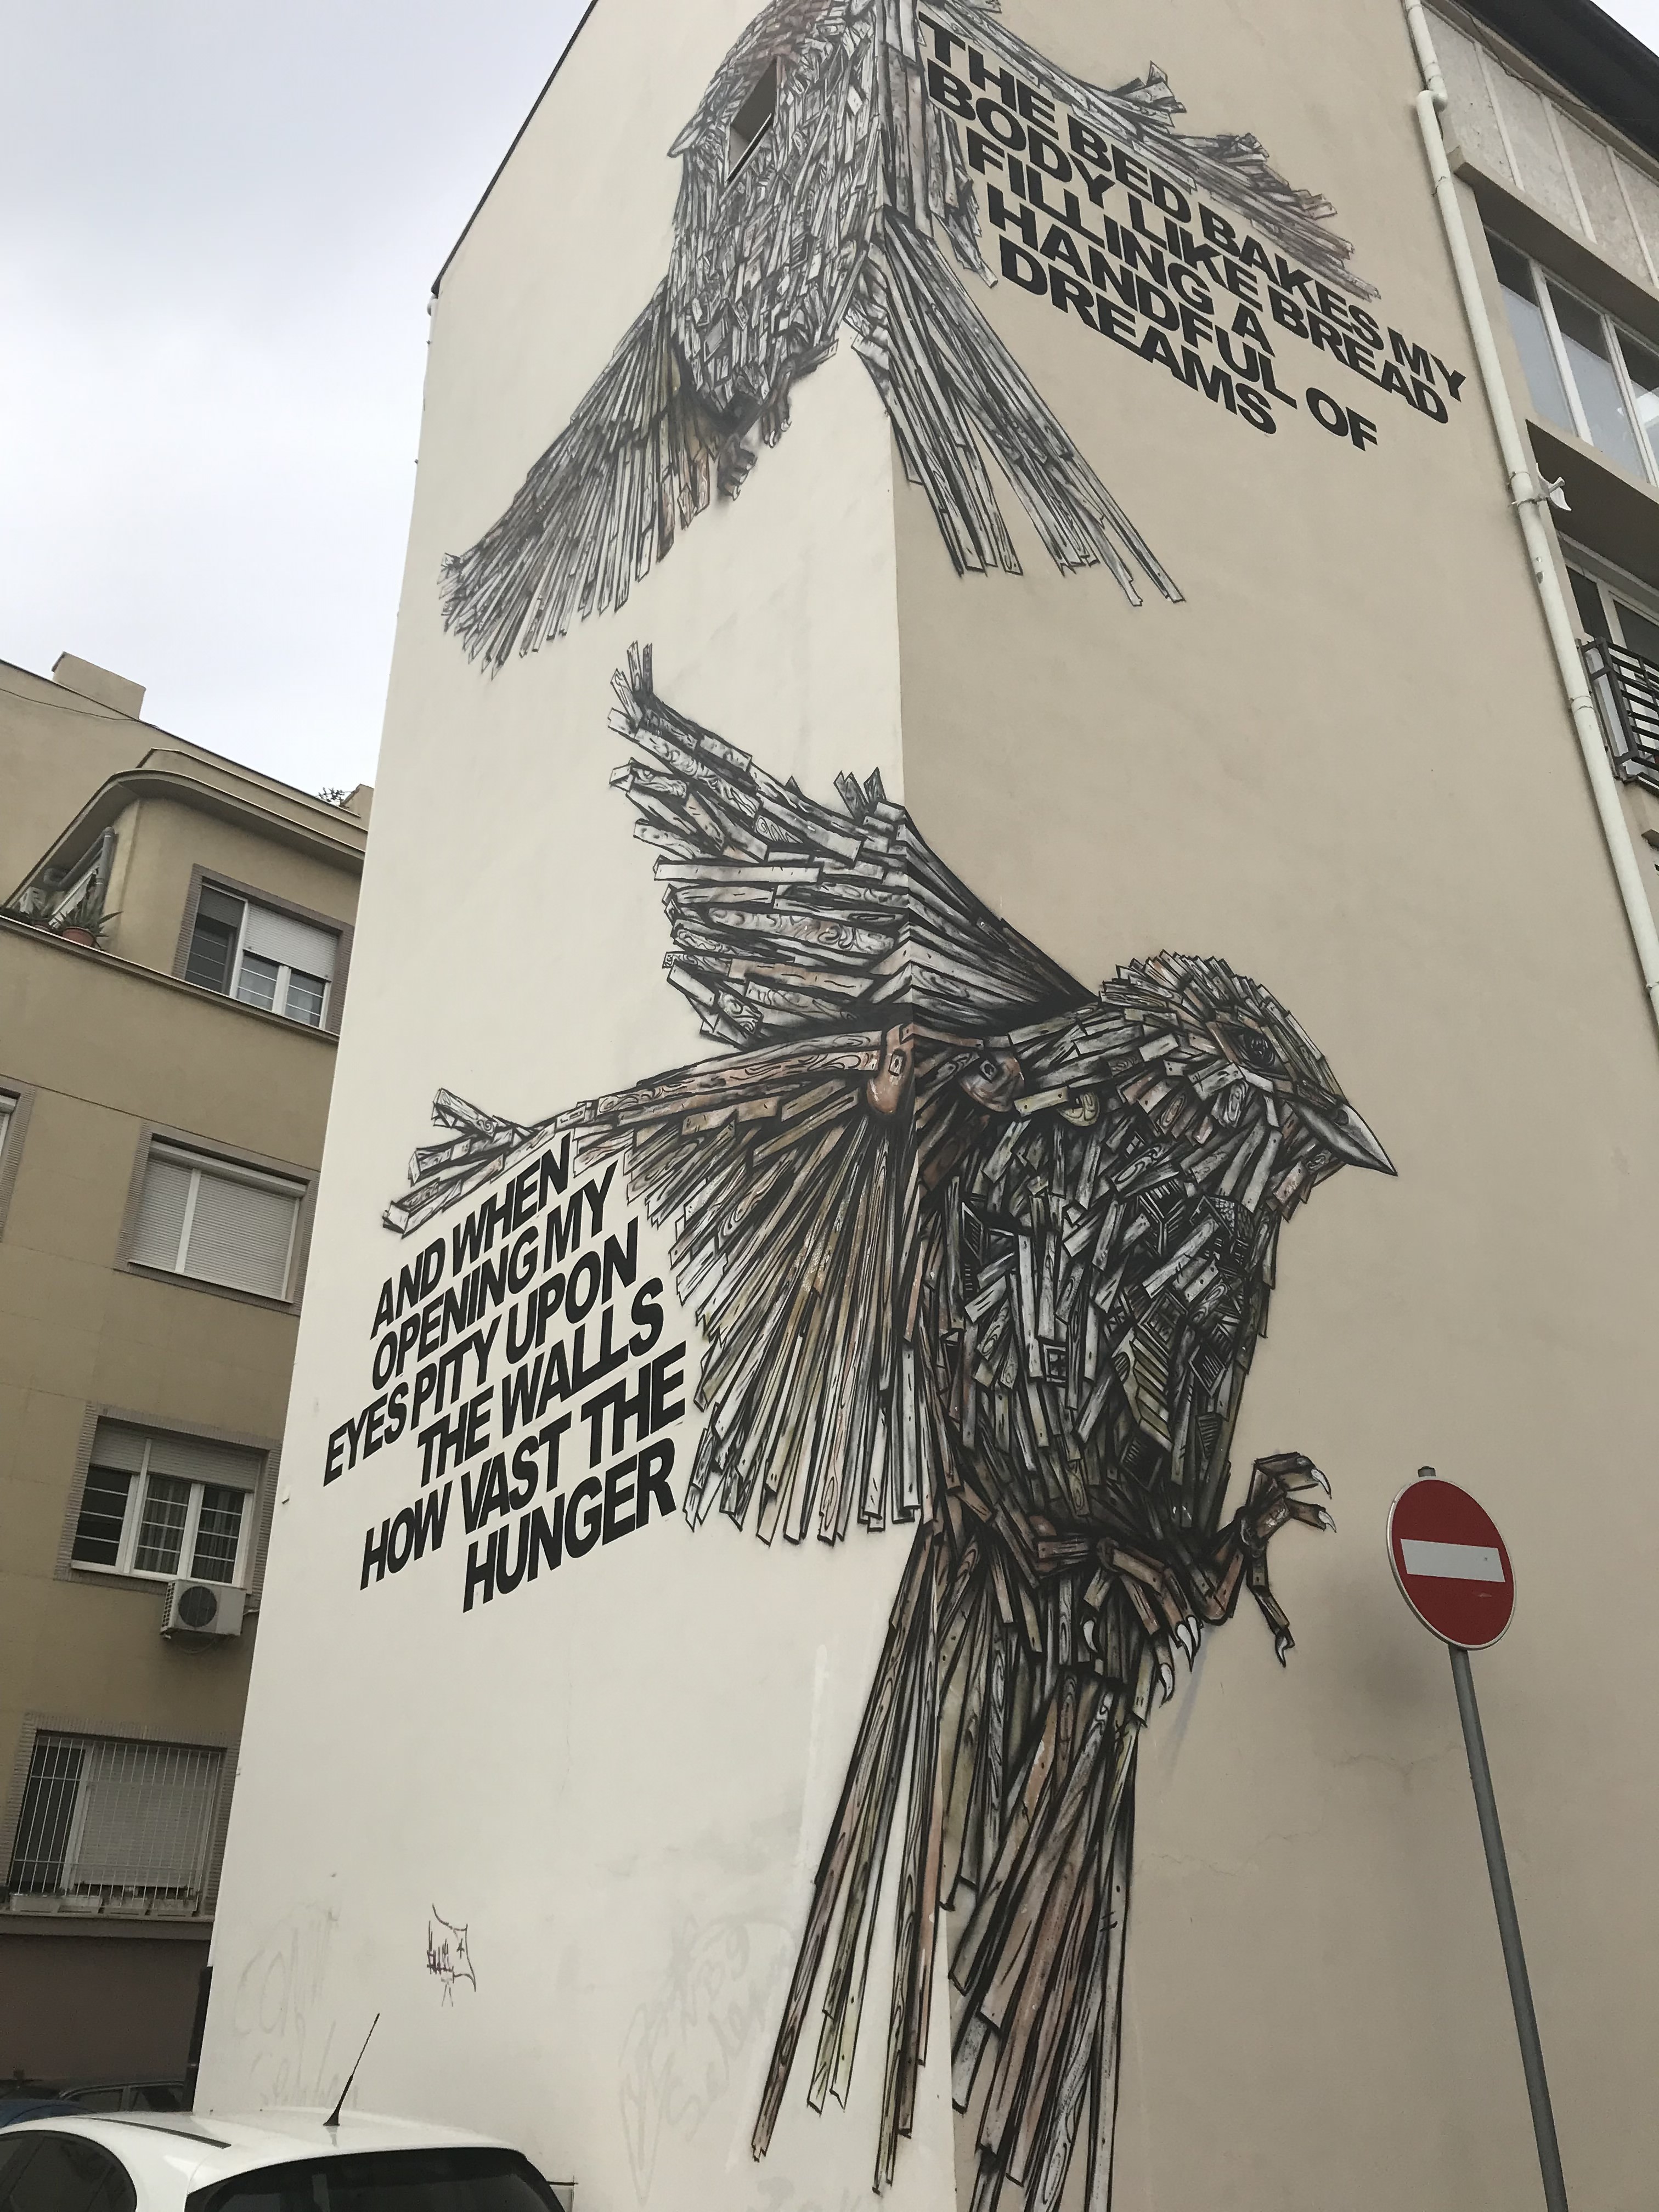 THE BED BAKES MY
BODY LIKE BREAD
FILLING A
HANDFUL OF
DREAMS
AND WHEN
OPENING MY
EYES PITY UPON
THE WALLS
HOW VAST THE
HUNGER